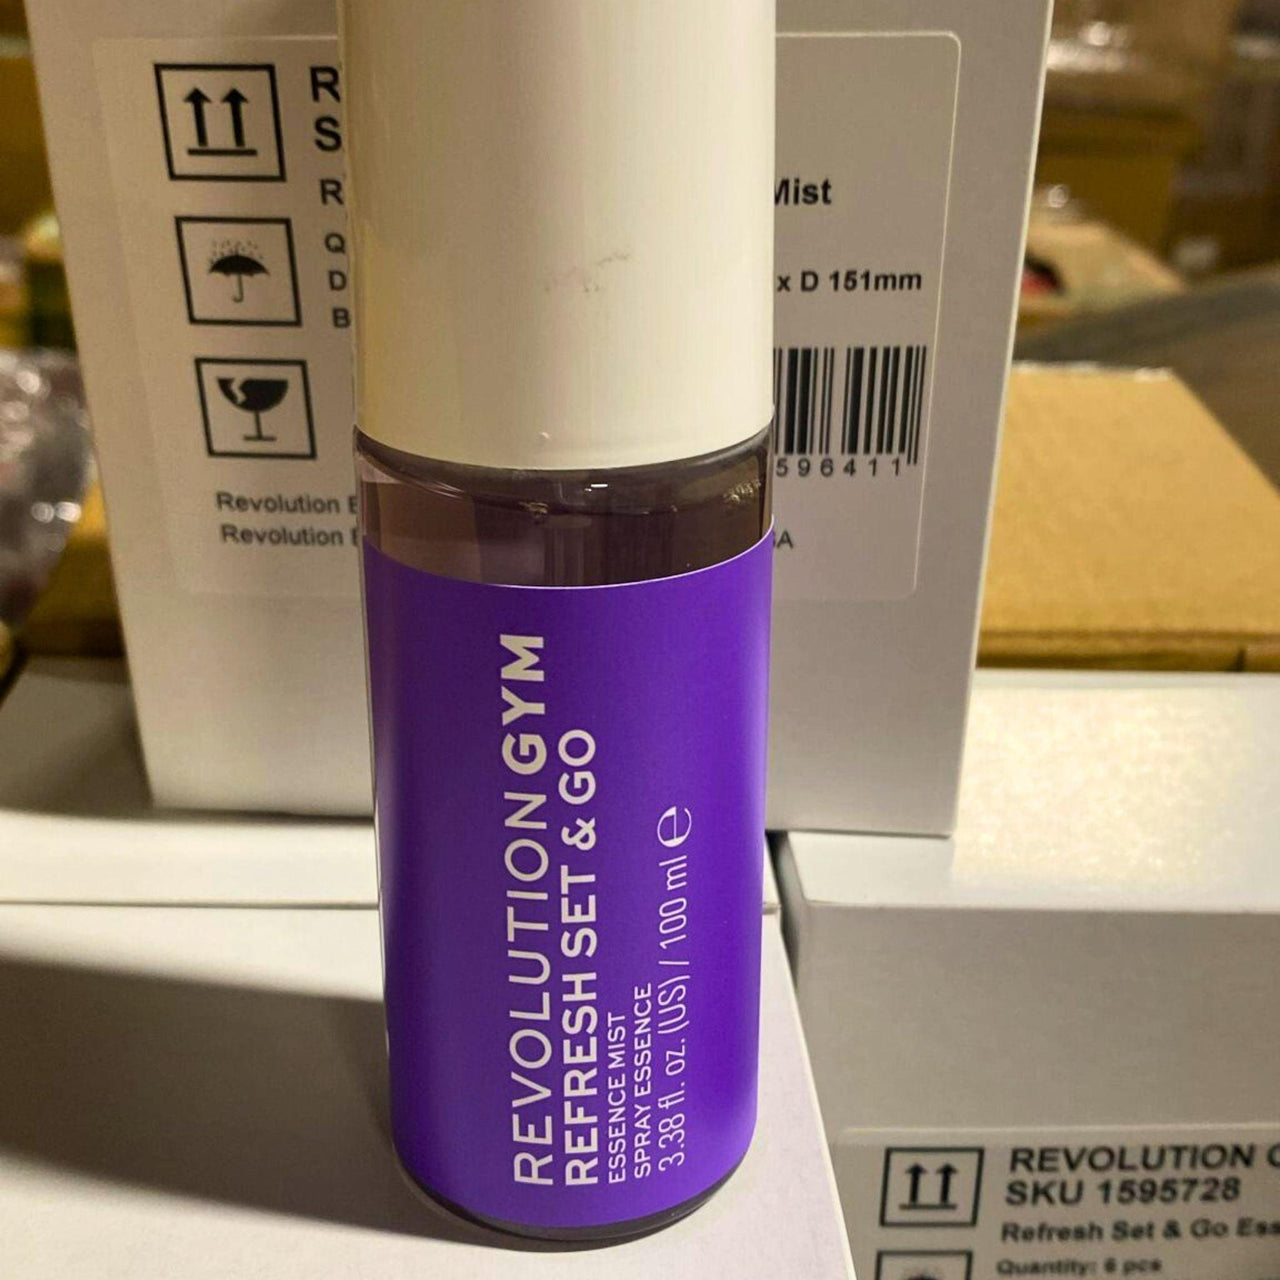 Mist
x D 151mm
596411
Revolution
Revolution
REVOLUTION GYM
REFRESH SET & GO
ESSENCE MIST
SPRAY ESSENCE
3.38 fl. oz. (US) / 100 ml ℮
REVOLUTION
SKU 1595728
Refresh Set & Go
Quantity: 6 pcs